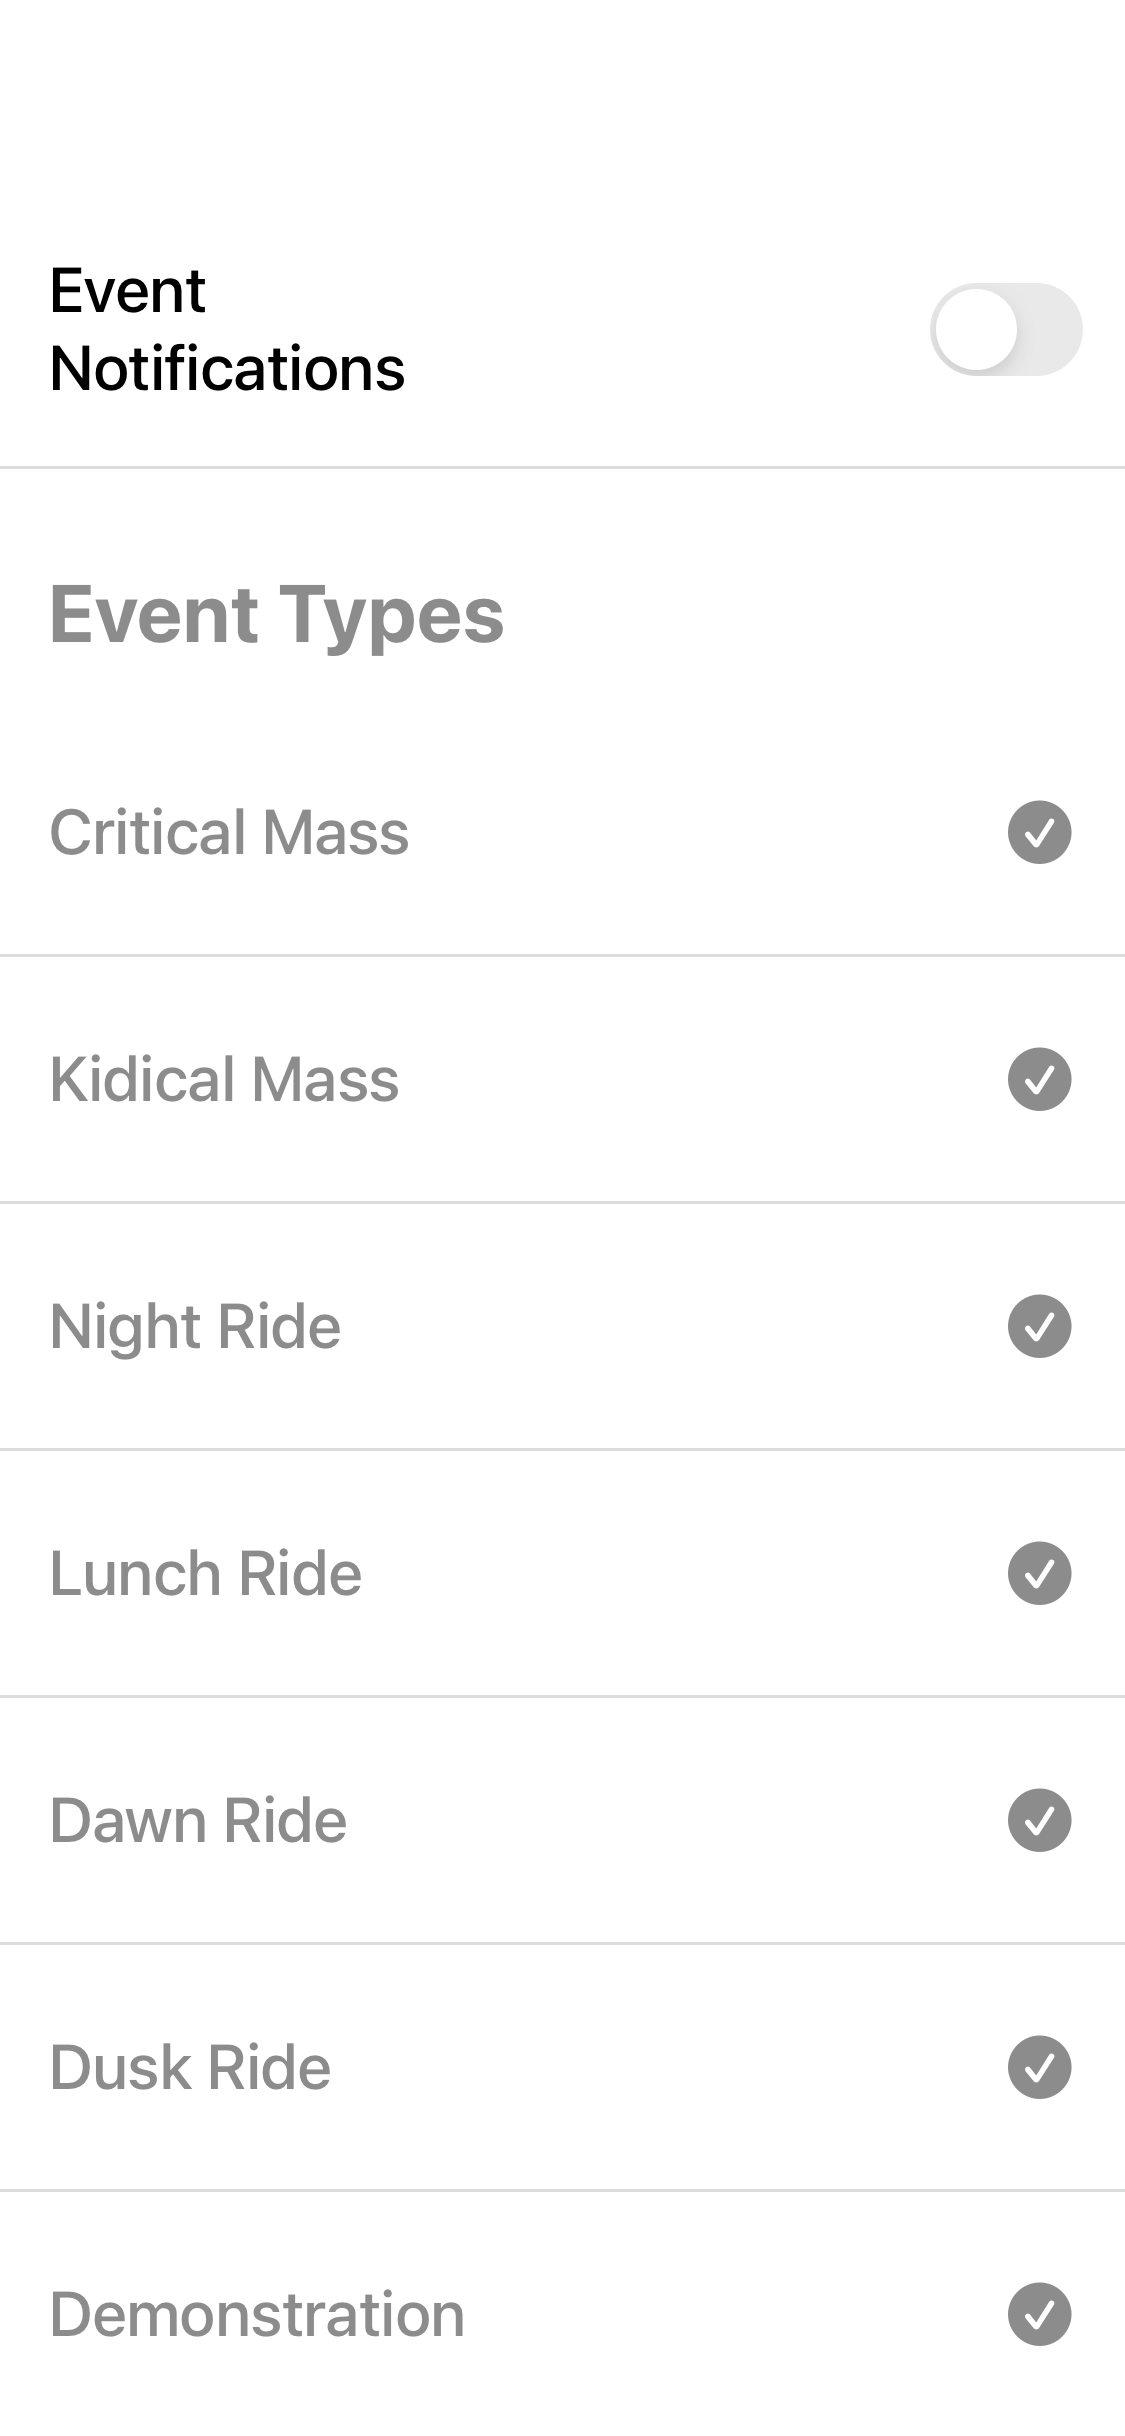 Event
Notifications
Event Types
Critical Mass
Kidical Mass
Night Ride
Lunch Ride
Dawn Ride
Dusk Ride
Demonstration